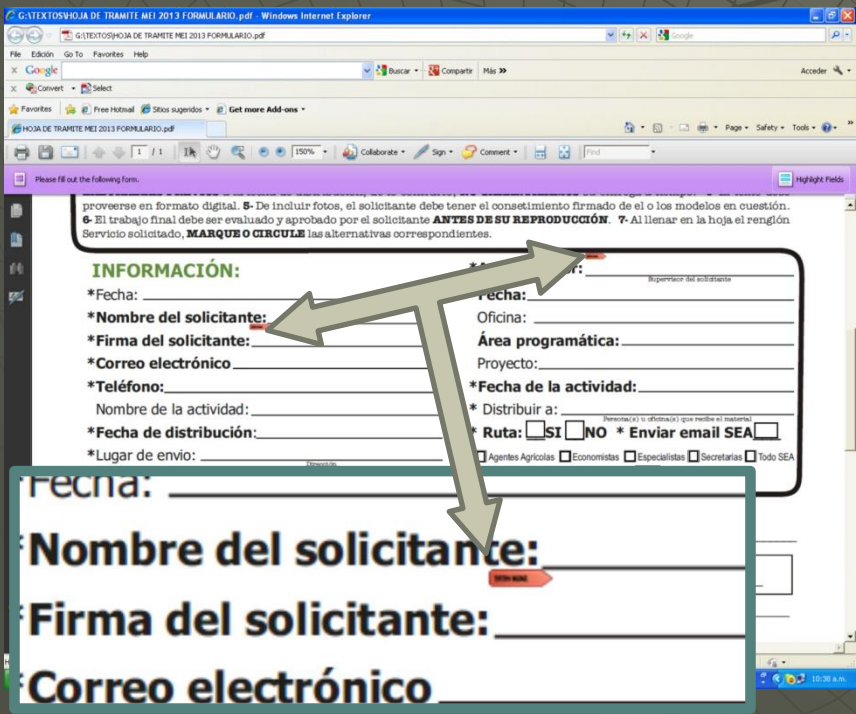 G:\TEXTOS\HOJA DE TRAMITE MEI 2013 FORMULARIO.pdf - Windows Internet Explorer
G:\TEXTOS\HOJA DE TRAMITE MEI 2013 FORMULARIO.pdf
Google
File Edición Go To Favorites Help
x Google Buscar Compartir Más >> Acceder
x Convert Select
Favorites Free Hotmail Sitios sugeridos Get more Add-ons
HOJA DE TRAMITE MEI 2013 FORMULARIO.pdf Page Safety Tools
1 / 1 150% Collaborate Sign Comment Find
Please fill out the following form. Highlight Fields
proveerse en formato digital. 5- De incluir fotos, el solicitante debe tener el consetimiento firmado de el o los modelos en cuestión.
6- El trabajo final debe ser evaluado y aprobado por el solicitante ANTES DE SU REPRODUCCIÓN. 7- Al llenar en la hoja el renglón
Servicio solicitado, MARQUE O CIRCULE las alternativas correspondientes.
INFORMACIÓN:
*Fecha:
*Nombre del solicitante:
*Firma del solicitante:
*Correo electrónico
*Teléfono:
Nombre de la actividad:
*Fecha de distribución:
*Lugar de envio:
Dirección
Supervisor del solicitante
Fecha:
Oficina:
Área programática:
Proyecto:
*Fecha de la actividad:
* Distribuir a:
Persona(s) u oficina(s) que recibe el material
* Ruta: SI NO * Enviar email SEA
Agentes Agrícolas Economistas Especialistas Secretarias Todo SEA
*Fecha:
*Nombre del solicitante:
*Firma del solicitante:
*Correo electrónico
10:38 a.m.